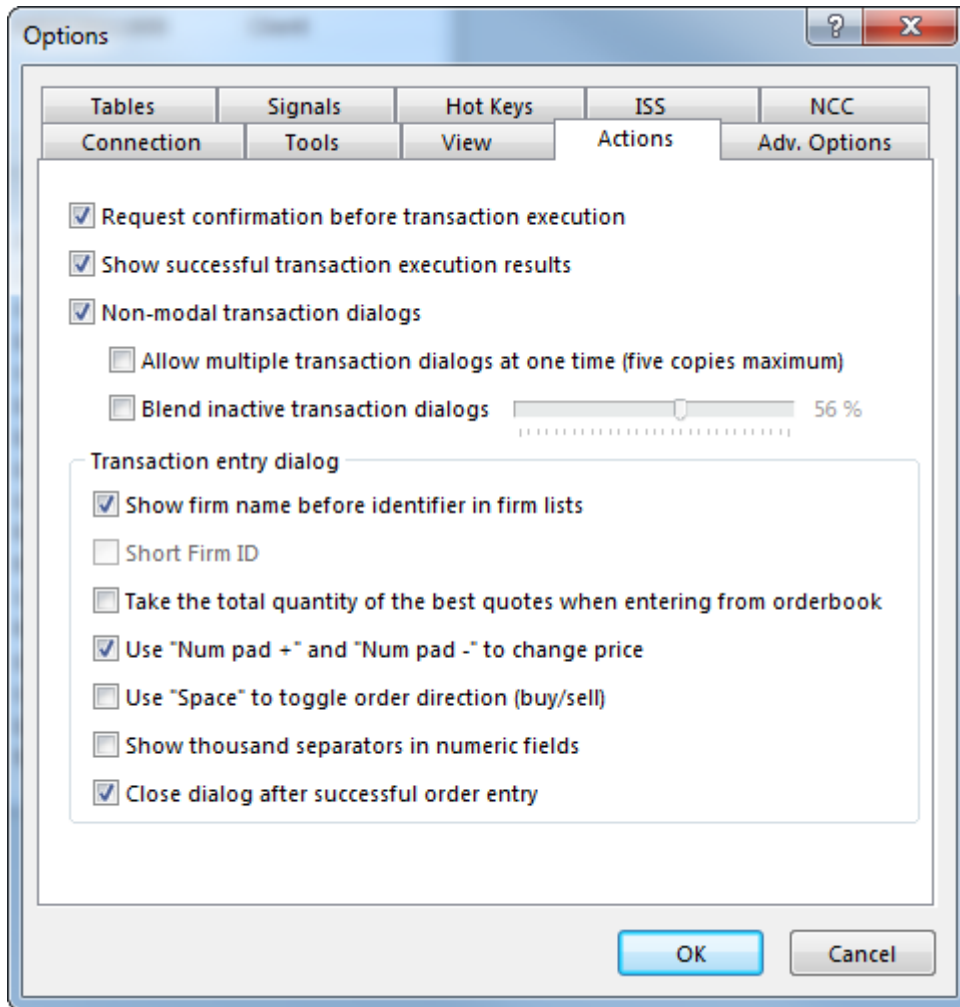 Options
Tables Signals Hot Keys ISS NCC
Connection Tools View Actions Adv. Options
Request confirmation before transaction execution
Show successful transaction execution results
Non-modal transaction dialogs
Allow multiple transaction dialogs at one time (five copies maximum)
Blend inactive transaction dialogs 56 %
Transaction entry dialog
Show firm name before identifier in firm lists
Short Firm ID
Take the total quantity of the best quotes when entering from orderbook
Use "Num pad +" and "Num pad -" to change price
Use "Space" to toggle order direction (buy/sell)
Show thousand separators in numeric fields
Close dialog after successful order entry
OK Cancel